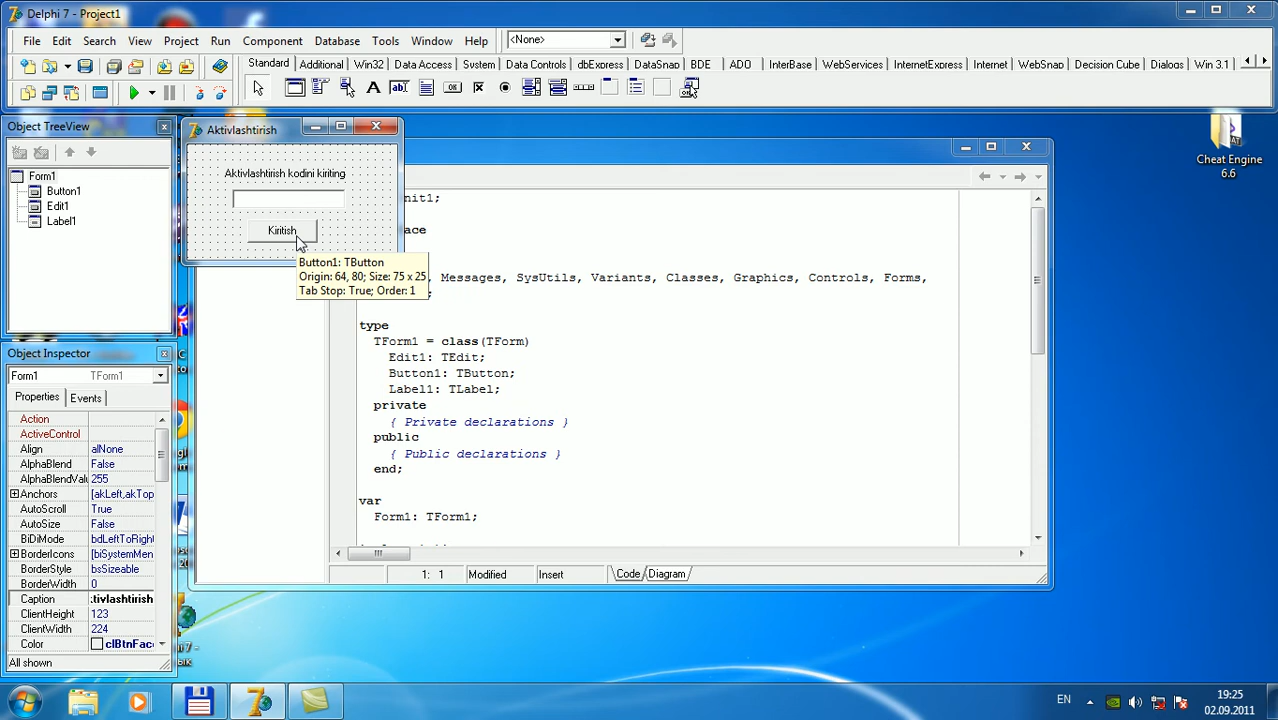 Delphi 7 - Project1
File Edit Search View Project Run Component Database Tools Window Help
<None>
Standard Additional Win32 Data Access Data Controls dbExpress DataSnap BDE ADO InterBase WebServices InternetExpress Internet WebSnap Decision Cube Dialogs Win 3.1
System
Object TreeView
Form1
Button1
Edit1
Label1
Aktivlashtirish
Aktivlashtirish kodini kiriting
Kiritish
Button1: TButton
Origin: 64, 80; Size: 75 x 25
Tab Stop: True; Order: 1
nit1;
ace
, Messages, SysUtils, Variants, Classes, Graphics, Controls, Forms,
;
type
TForm1 = class(TForm)
Edit1: TEdit;
Button1: TButton;
Label1: TLabel;
private
{ Private declarations }
public
{ Public declarations }
end;
var
Form1: TForm1;
1: 1 Modified Insert Code Diagram
Object Inspector
Form1 TForm1
Properties Events
Action
ActiveControl
Align alNone
AlphaBlend False
AlphaBlendValu 255
Anchors [akLeft,akTop
AutoScroll True
AutoSize False
BiDiMode bdLeftToRigh
BorderIcons [biSystemMen
BorderStyle bsSizeable
BorderWidth 0
Caption :tivlashtirish
ClientHeight 123
ClientWidth 224
Color clBtnFac
All shown
Cheat Engine
6.6
EN
19:25
02.09.2011